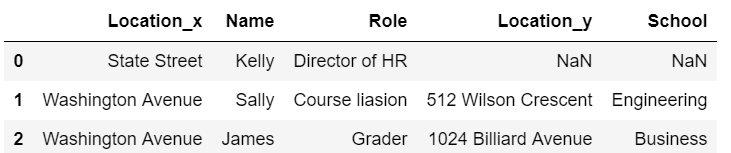 Location_x Name Role Location_y School
0 State Street Kelly Director of HR NaN NaN
1 Washington Avenue Sally Course liasion 512 Wilson Crescent Engineering
2 Washington Avenue James Grader 1024 Billiard Avenue Business